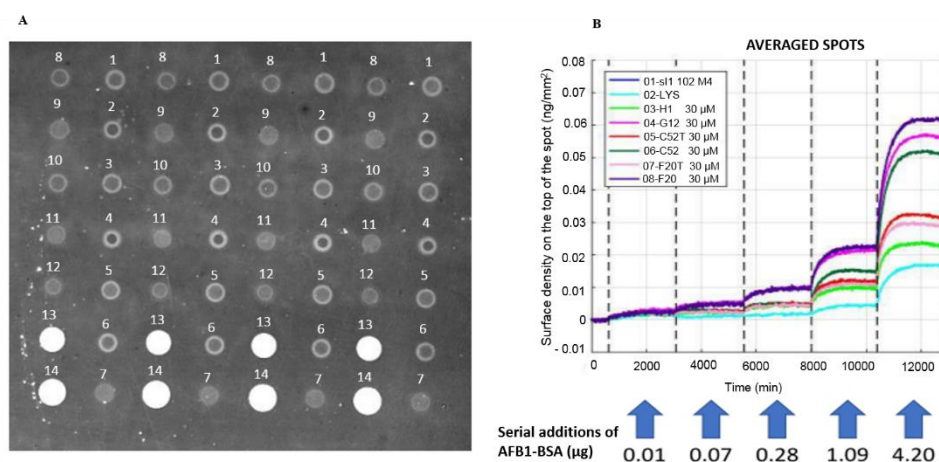 A
8 1 8 1 8 1 8 1
9 2 9 2 9 2 9 2
10 3 10 3 10 3 10 3
11 4 11 4 11 4 11 4
12 5 12 5 12 5 12 5
13 6 13 6 13 6 13 6
14 7 14 7 14 7 14 7
B
AVERAGED SPOTS
Surface density on the top of the spot (ng/mm²)
0.08
0.07
0.06
0.05
0.04
0.03
0.02
0.01
0
- 0.01
01-sl1 102 M4
02-LYS
03-H1 30 µM
04-G12 30 µM
05-C52T 30 µM
06-C52 30 µM
07-F20T 30 µM
08-F20 30 µM
0 2000 4000 6000 8000 10000 12000
Time (min)
Serial additions of
AFB1-BSA (µg)
0.01 0.07 0.28 1.09 4.20